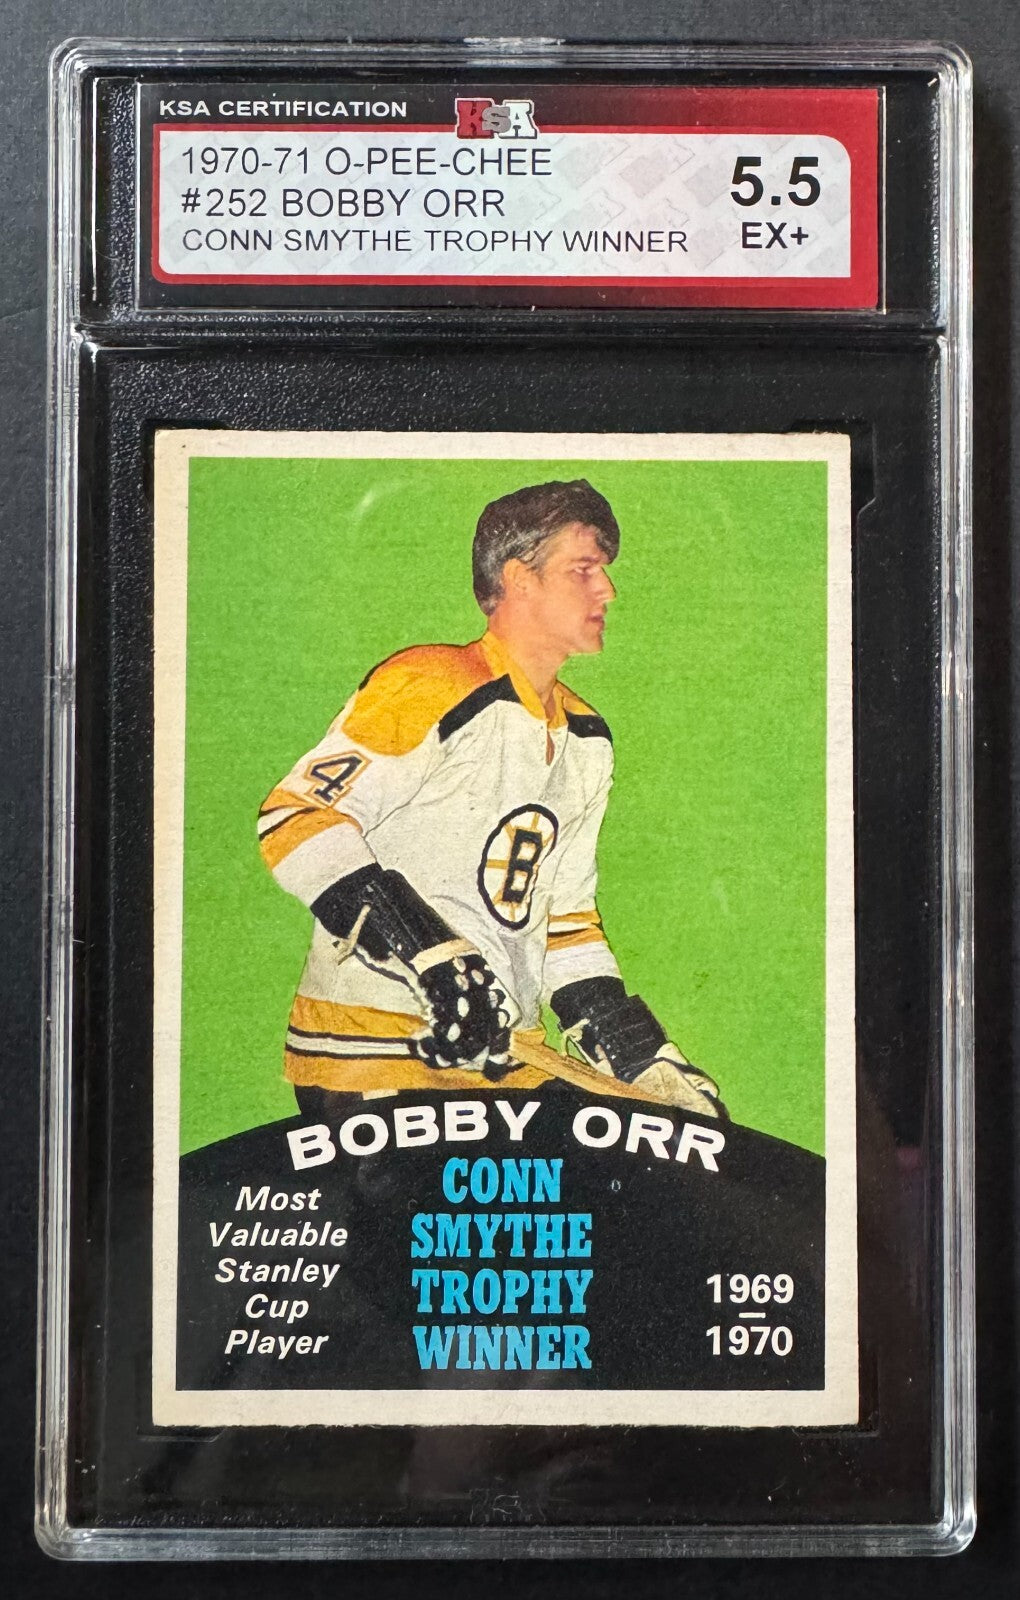 KSA CERTIFICATION
KSA
1970-71 O-PEE-CHEE
#252 BOBBY ORR
CONN SMYTHE TROPHY WINNER
5.5
EX+
4
B
BOBBY ORR
Most
Valuable
Stanley
Cup
Player
CONN
SMYTHE
TROPHY
WINNER
1969
—
1970